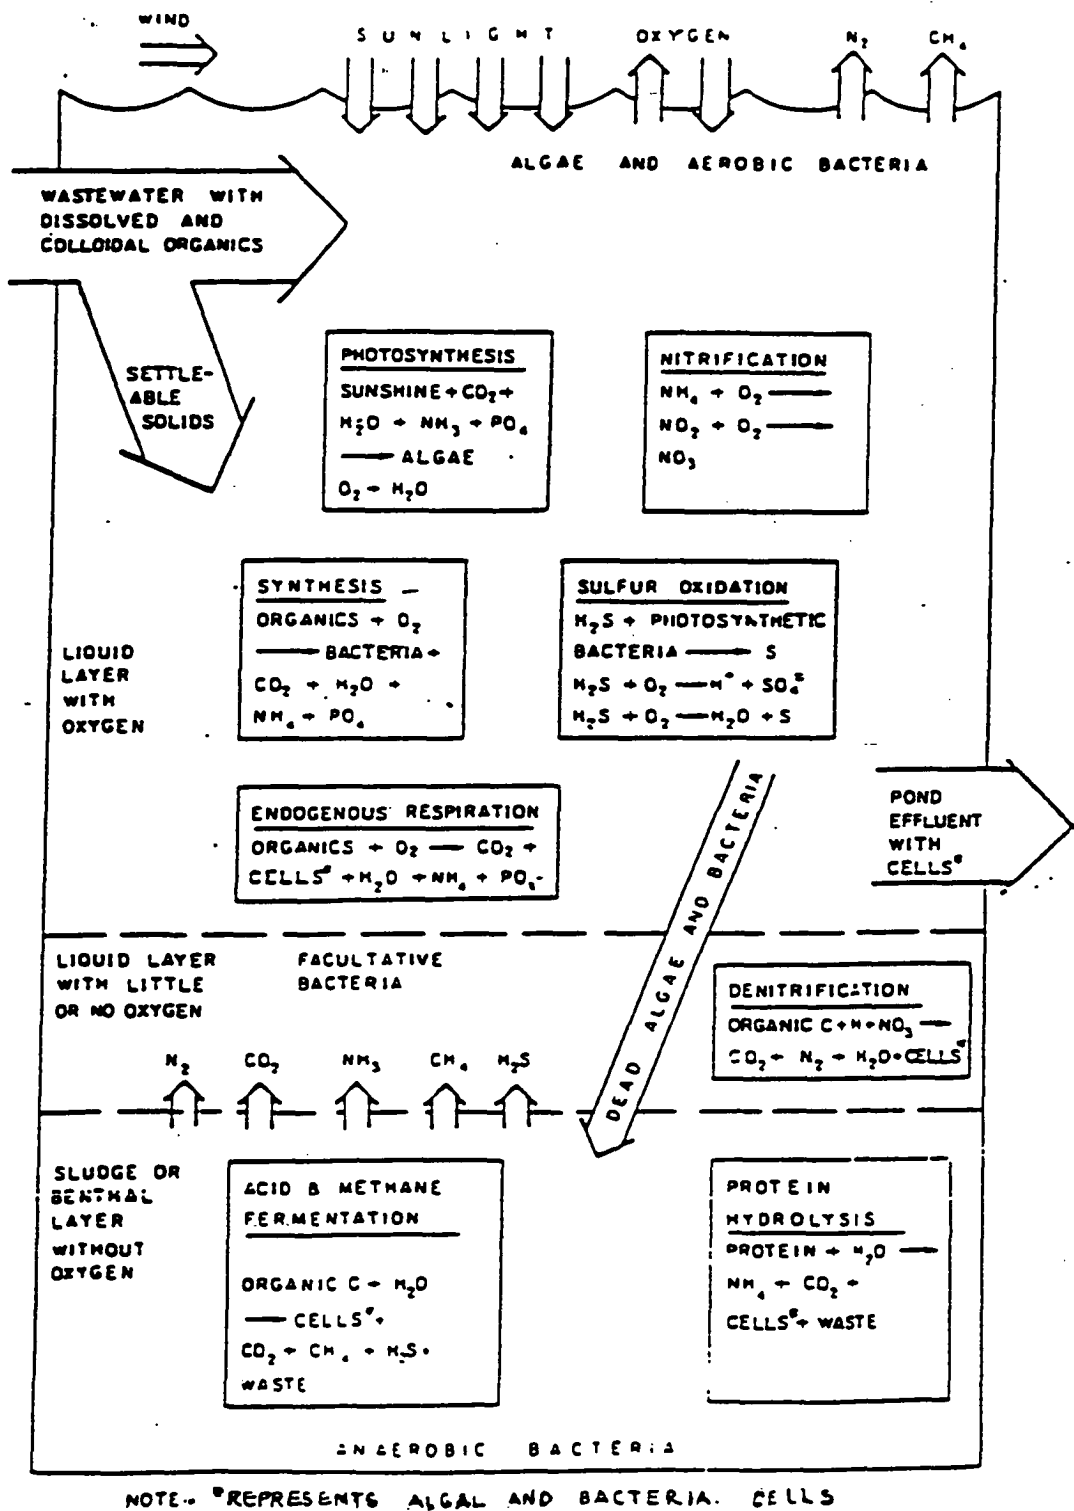 WIND
SUNLIGHT
OXYGEN
N₂
CH₄
ALGAE AND AEROBIC BACTERIA
WASTEWATER WITH
DISSOLVED AND
COLLOIDAL ORGANICS
SETTLE-
ABLE
SOLIDS
PHOTOSYNTHESIS
SUNSHINE + CO₂ +
H₂O + NH₃ + PO₄
⟶ ALGAE
O₂ + H₂O
NITRIFICATION
NH₄ + O₂ ⟶
NO₂ + O₂ ⟶
NO₃
SYNTHESIS
ORGANICS + O₂
⟶ BACTERIA +
CO₂ + H₂O +
NH₄ + PO₄
SULFUR OXIDATION
H₂S + PHOTOSYNTHETIC
BACTERIA ⟶ S
H₂S + O₂ ⟶ H⁺ + SO₄⁼
H₂S + O₂ ⟶ H₂O + S
LIQUID
LAYER
WITH
OXYGEN
ENDOGENOUS RESPIRATION
ORGANICS + O₂ — CO₂ +
CELLS* + H₂O + NH₄ + PO₄
POND
EFFLUENT
WITH
CELLS*
DEAD ALGAE AND BACTERIA
LIQUID LAYER
WITH LITTLE
OR NO OXYGEN
FACULTATIVE
BACTERIA
DENITRIFICATION
ORGANIC C + H + NO₃ ⟶
CO₂ + N₂ + H₂O + CELLS*
N₂
CO₂
NH₃
CH₄
H₂S
SLUDGE OR
BENTHAL
LAYER
WITHOUT
OXYGEN
ACID & METHANE
FERMENTATION
ORGANIC C + H₂O
— CELLS* +
CO₂ + CH₄ + H₂S +
WASTE
PROTEIN
HYDROLYSIS
PROTEIN + H₂O ⟶
NH₄ + CO₂ +
CELLS* + WASTE
ANAEROBIC BACTERIA
NOTE: *REPRESENTS ALGAL AND BACTERIA. CELLS